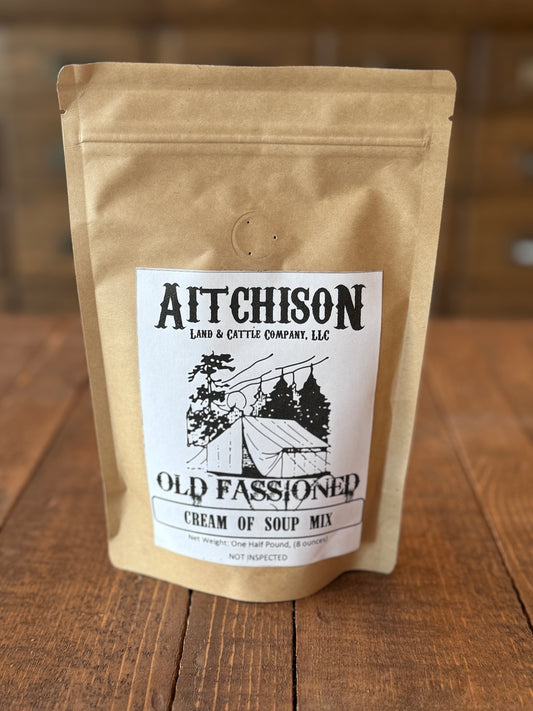 AITCHISON
LAND & CATTLE COMPANY, LLC
OLD FASSIONED
CREAM OF SOUP MIX
Net Weight: One Half Pound, (8 ounces)
NOT INSPECTED